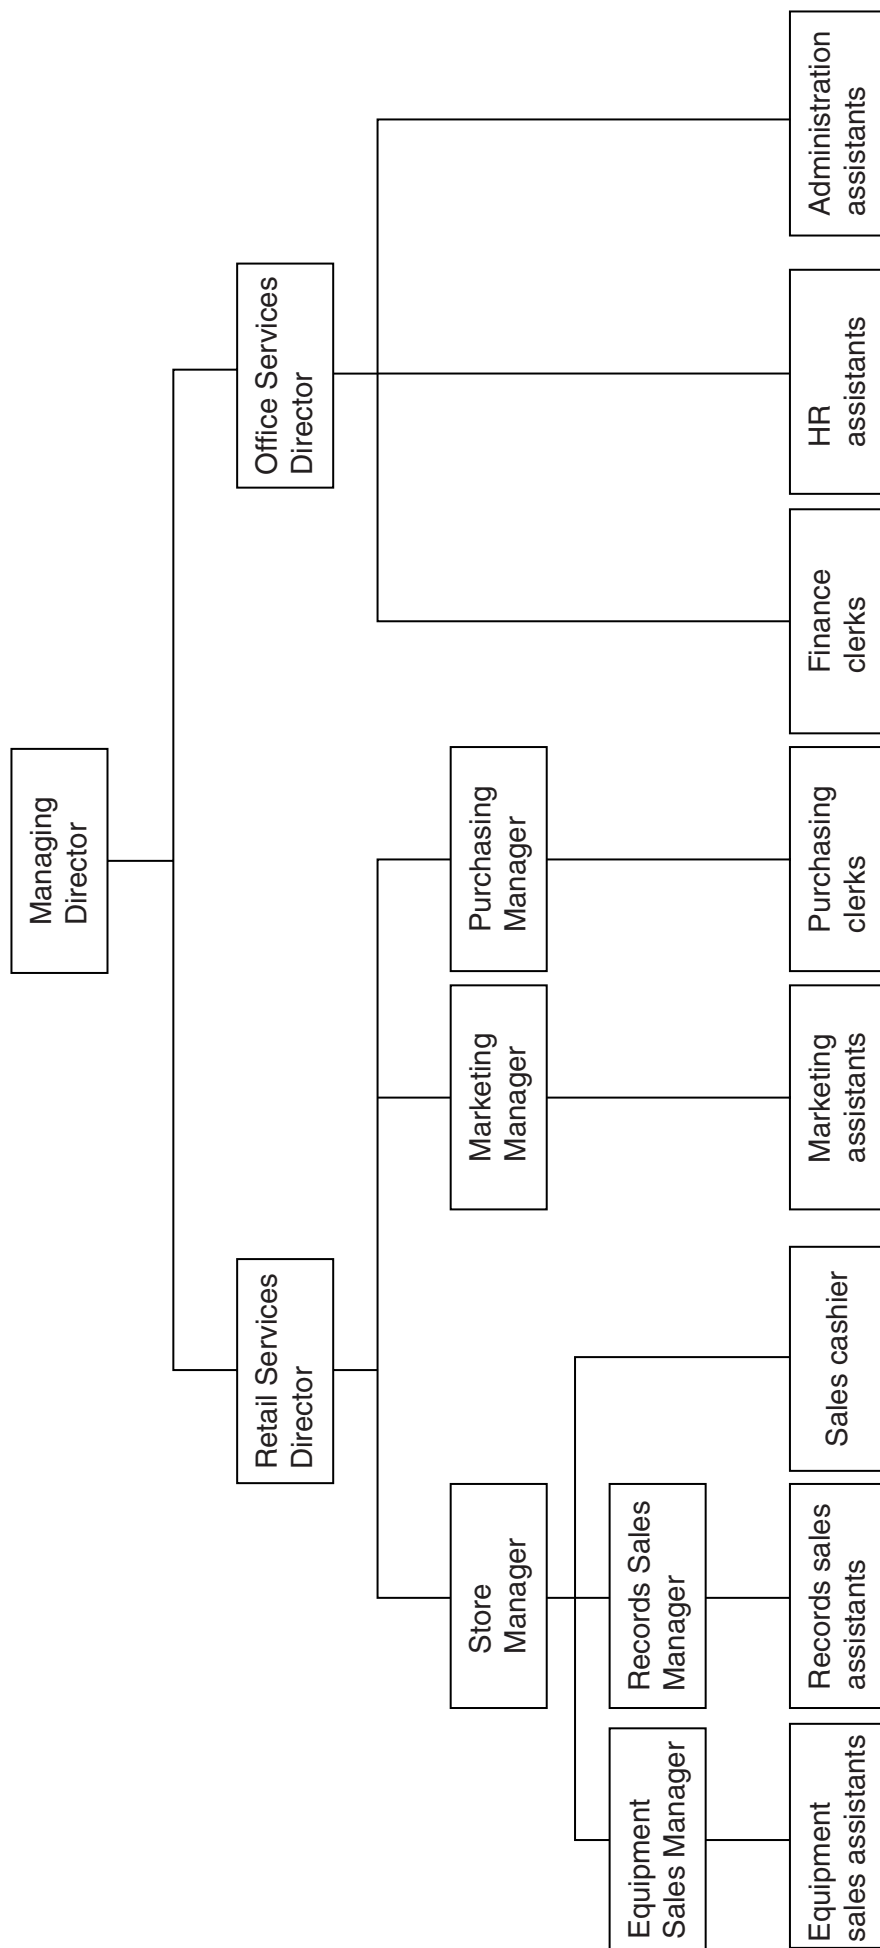 Managing
Director
Retail Services
Director
Office Services
Director
Store
Manager
Marketing
Manager
Purchasing
Manager
Equipment
Sales Manager
Records Sales
Manager
Equipment
sales assistants
Records sales
assistants
Sales cashier
Marketing
assistants
Purchasing
clerks
Finance
clerks
HR
assistants
Administration
assistants